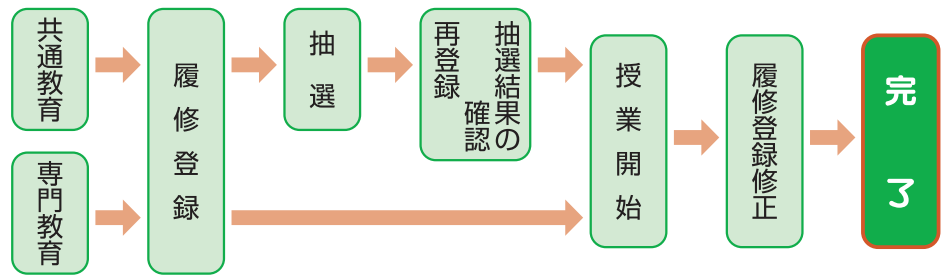 共通教育
専門教育
履修登録
抽選
抽選結果の
確認
再登録
授業開始
履修登録修正
完了